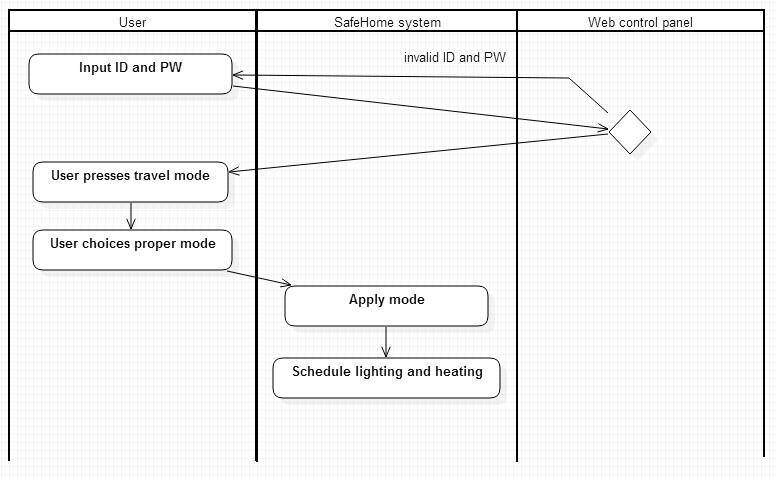 User
SafeHome system
Web control panel
invalid ID and PW
Input ID and PW
User presses travel mode
User choices proper mode
Apply mode
Schedule lighting and heating